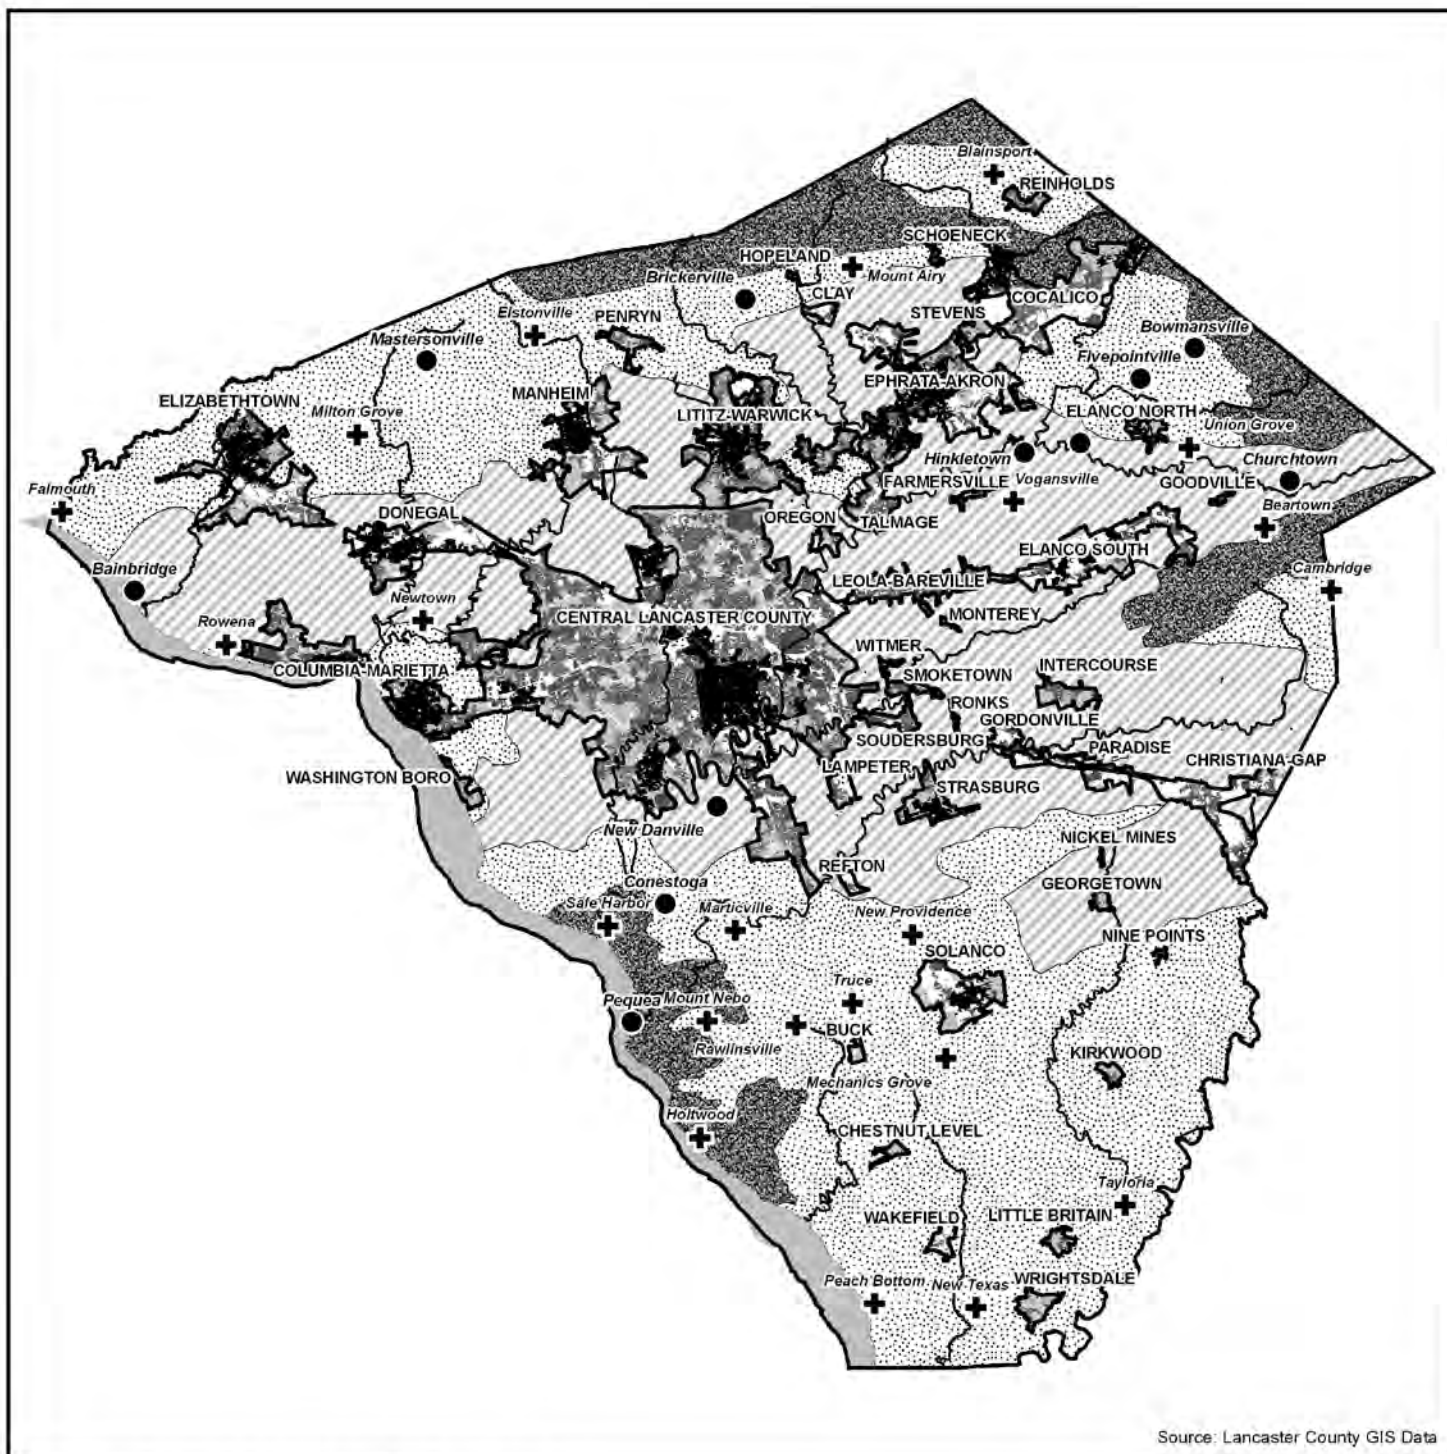 Blainsport
REINHOLDS
SCHOENECK
HOPELAND
Mount Airy
Brickerville
CLAY
COCALICO
STEVENS
Elstonville
PENRYN
Bowmansville
Mastersonville
Fivepointville
EPHRATA-AKRON
MANHEIM
ELIZABETHTOWN
Milton Grove
LITITZ-WARWICK
ELANCO NORTH
Union Grove
Hinkletown
Churchtown
FARMERSVILLE
Vogansville
GOODVILLE
Falmouth
Beartown
DONEGAL
OREGON
TALMAGE
ELANCO SOUTH
Bainbridge
Cambridge
LEOLA-BAREVILLE
Newtown
MONTEREY
CENTRAL LANCASTER COUNTY
Rowena
WITMER
INTERCOURSE
COLUMBIA-MARIETTA
SMOKETOWN
RONKS
GORDONVILLE
SOUDERSBURG
PARADISE
CHRISTIANA-GAP
LAMPETER
WASHINGTON BORO
STRASBURG
New Danville
NICKEL MINES
REFTON
GEORGETOWN
Conestoga
Safe Harbor
Marticville
New Providence
NINE POINTS
SOLANCO
Truce
Pequea
Mount Nebo
BUCK
Rawlinsville
KIRKWOOD
Mechanics Grove
Holtwood
CHESTNUT LEVEL
Tayloria
WAKEFIELD
LITTLE BRITAIN
Peach Bottom
New Texas
WRIGHTSDALE
Source: Lancaster County GIS Data